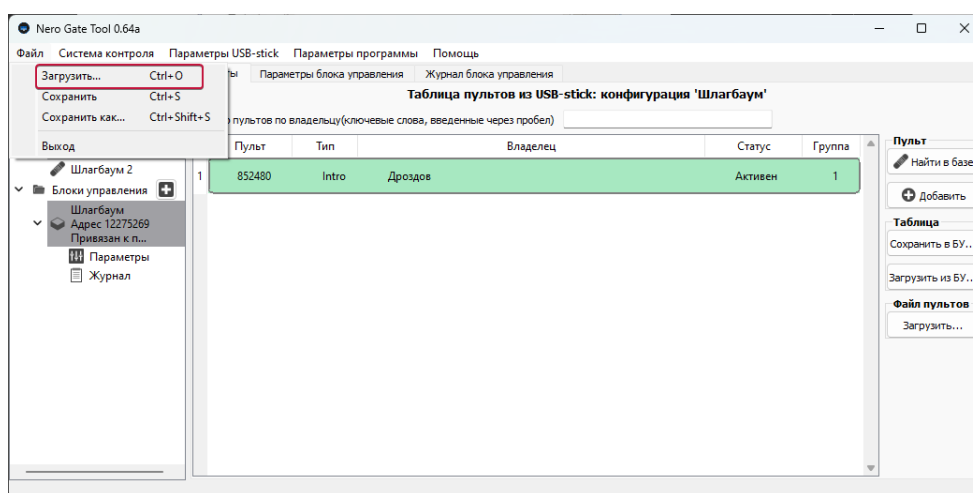 Nero Gate Tool 0.64a
Файл Система контроля Параметры USB-stick Параметры программы Помощь
Загрузить... Ctrl+O
Сохранить Ctrl+S
Сохранить как... Ctrl+Shift+S
Выход
Параметры блока управления Журнал блока управления
Таблица пультов из USB-stick: конфигурация 'Шлагбаум'
пультов по владельцу(ключевые слова, введенные через пробел)
Пульт Тип Владелец Статус Группа
1 852480 Intro Дроздов Активен 1
Шлагбаум 2
Блоки управления
Шлагбаум
Адрес 12275269
Привязан к п...
Параметры
Журнал
Пульт
Найти в базе
Добавить
Таблица
Сохранить в БУ..
Загрузить из БУ..
Файл пультов
Загрузить...